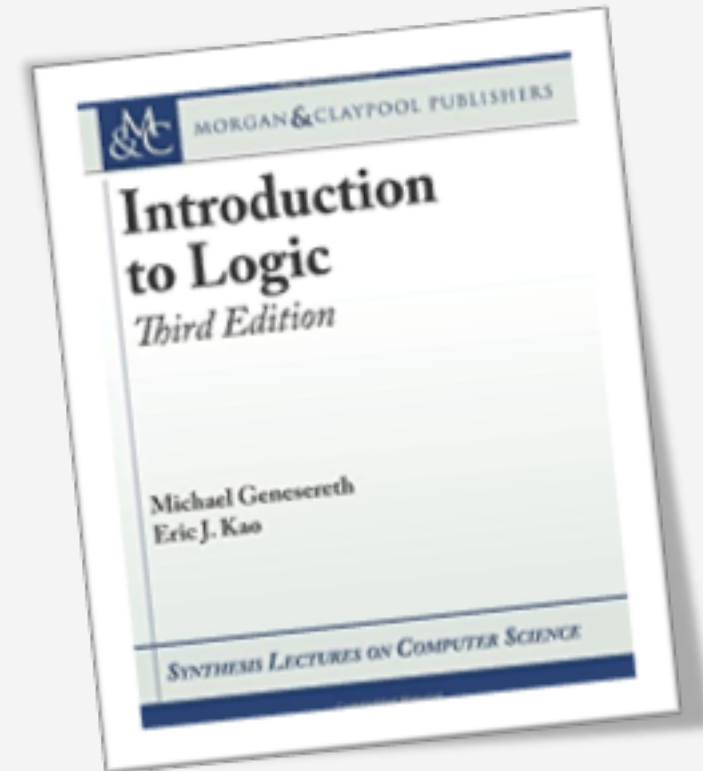 M&C MORGAN&CLAYPOOL PUBLISHERS
Introduction
to Logic
Third Edition
Michael Genesereth
Eric J. Kao
SYNTHESIS LECTURES ON COMPUTER SCIENCE